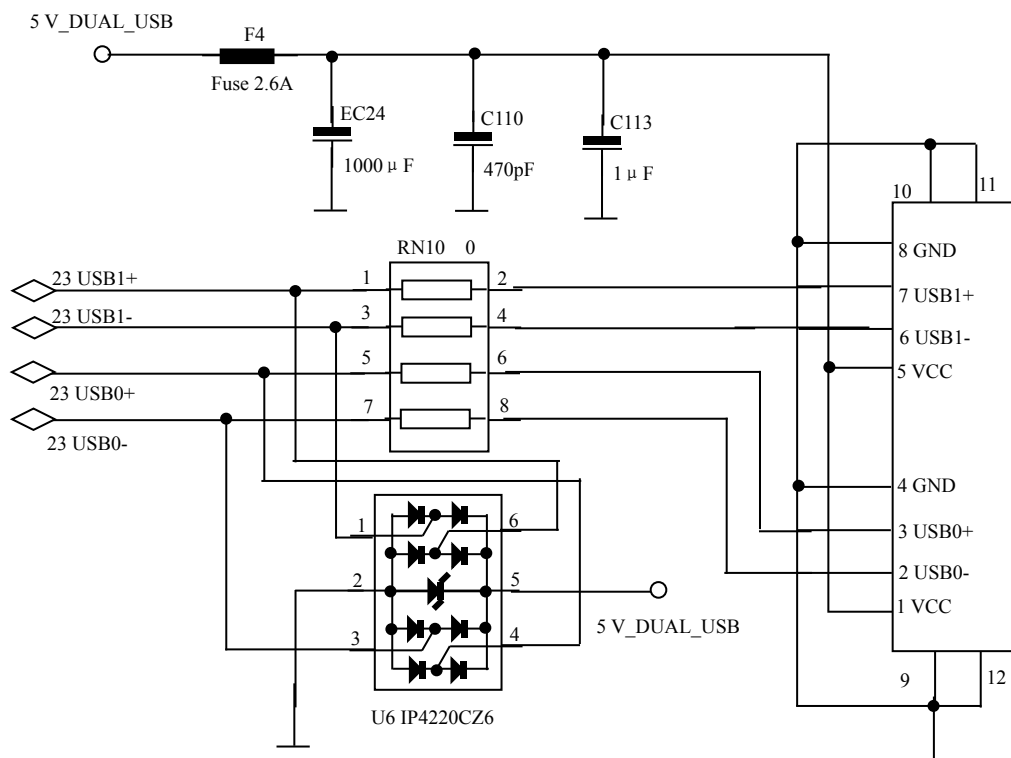 5 V_DUAL_USB
F4
Fuse 2.6A
EC24
1000 μ F
C110
470pF
C113
1 μ F
10
11
8 GND
7 USB1+
6 USB1-
5 VCC
4 GND
3 USB0+
2 USB0-
1 VCC
9
12
RN10 0
23 USB1+
1
2
23 USB1-
3
4
23 USB0+
5
6
23 USB0-
7
8
1
6
2
5
3
4
5 V_DUAL_USB
U6 IP4220CZ6